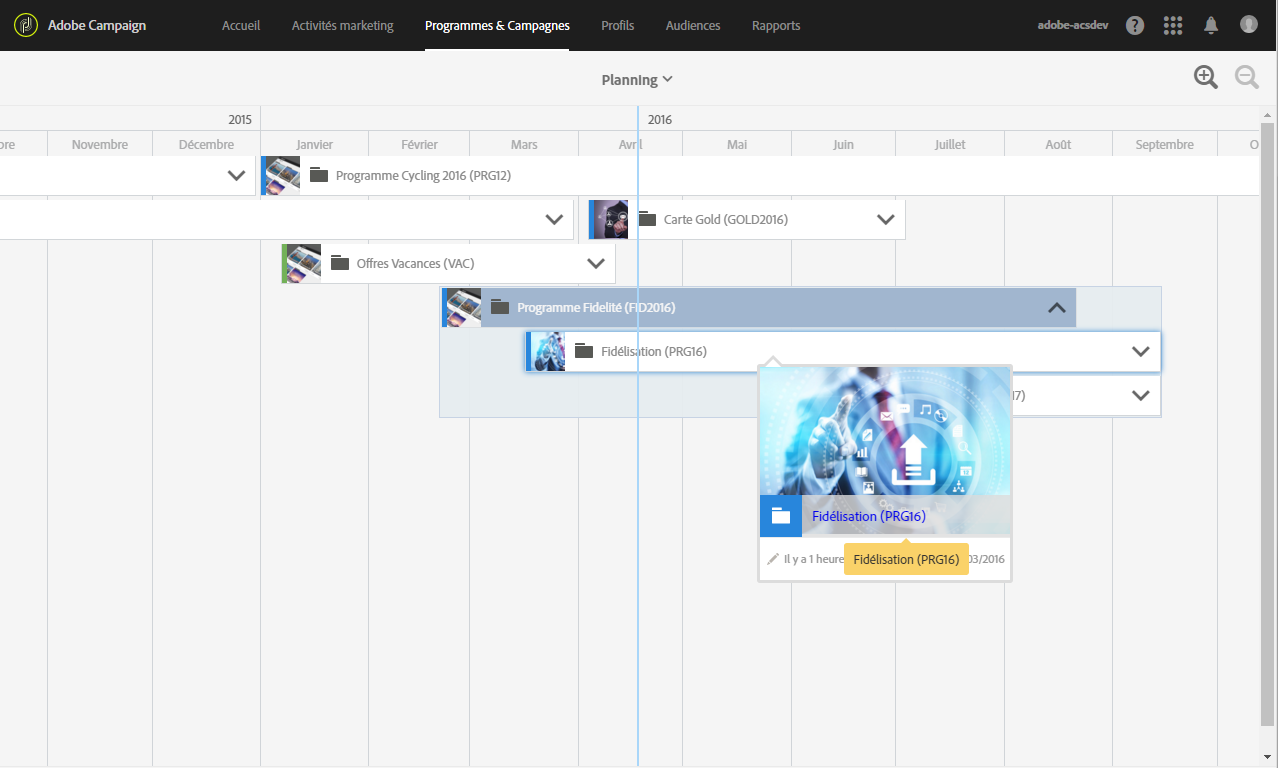 Adobe Campaign Accueil Activités marketing Programmes & Campagnes Profils Audiences Rapports adobe-acsdev
Planning
2015 2016
Novembre Décembre Janvier Février Mars Avril Mai Juin Juillet Août Septembre
Programme Cycling 2016 (PRG12)
Carte Gold (GOLD2016)
Offres Vacances (VAC)
Programme Fidelité (FID2016)
Fidélisation (PRG16)
Fidélisation (PRG16)
Il y a 1 heure 03/2016
Fidélisation (PRG16)